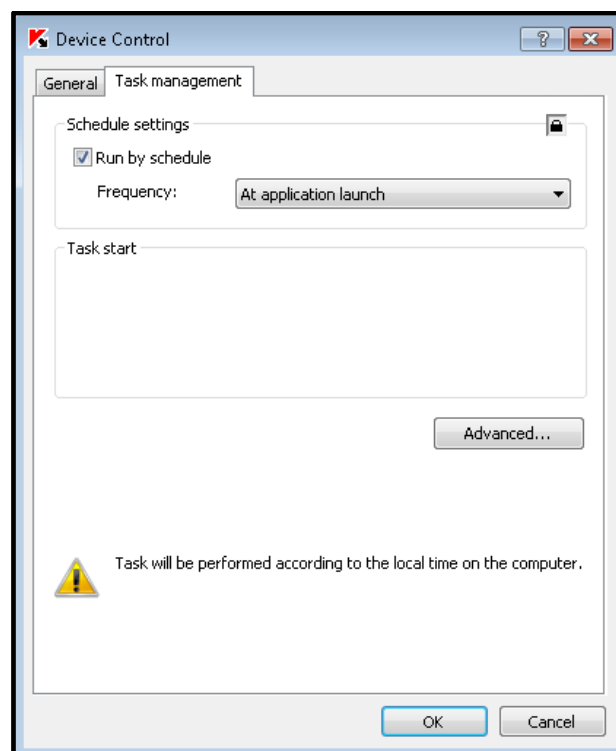 Device Control
?
General
Task management
Schedule settings
Run by schedule
Frequency:
At application launch
Task start
Advanced...
Task will be performed according to the local time on the computer.
OK
Cancel